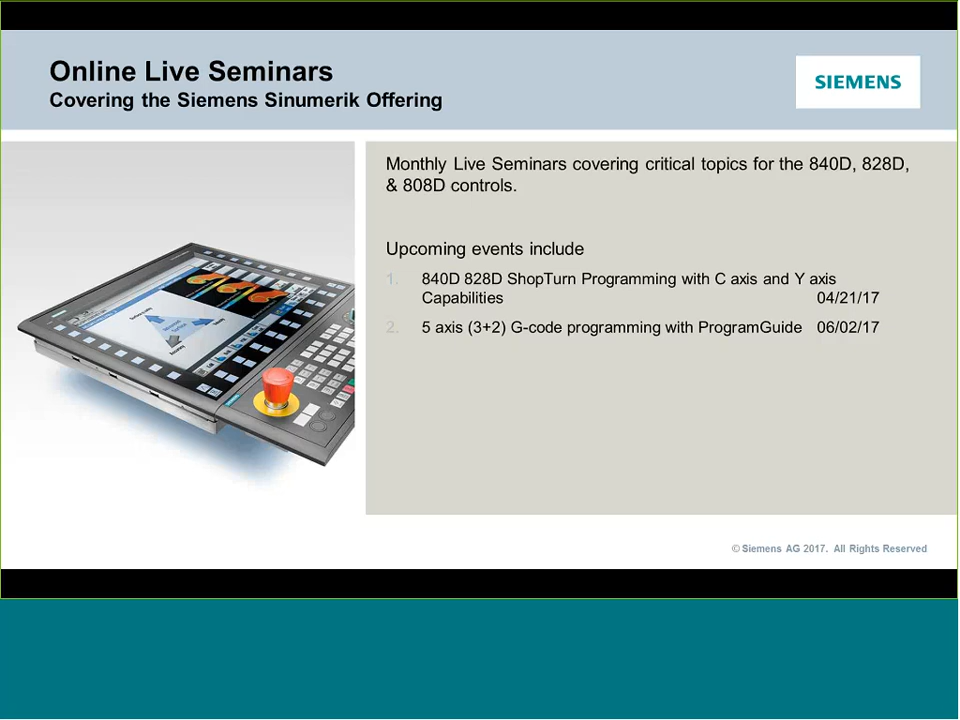 Online Live Seminars
Covering the Siemens Sinumerik Offering
SIEMENS
Monthly Live Seminars covering critical topics for the 840D, 828D,
& 808D controls.
Upcoming events include
1. 840D 828D ShopTurn Programming with C axis and Y axis
Capabilities 04/21/17
2. 5 axis (3+2) G-code programming with ProgramGuide 06/02/17
© Siemens AG 2017. All Rights Reserved